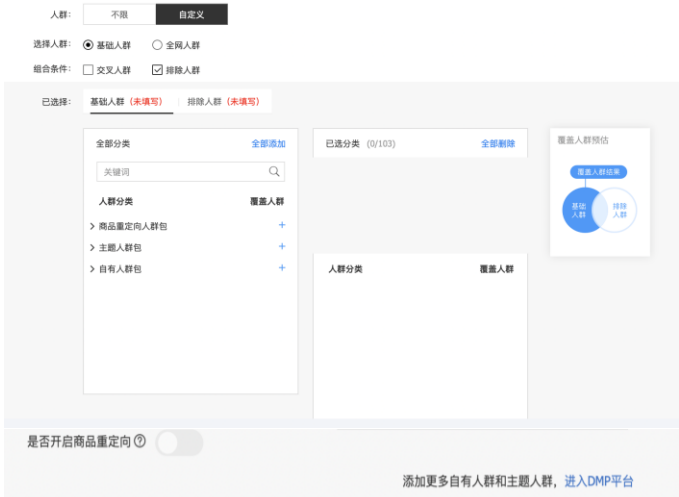 人群： 不限 自定义
选择人群： 基础人群 全网人群
组合条件： 交叉人群 排除人群
已选择： 基础人群（未填写） 排除人群（未填写）
全部分类 全部添加
关键词
人群分类 覆盖人群
商品重定向人群包 +
主题人群包 +
自有人群包 +
已选分类 (0/103) 全部删除
人群分类 覆盖人群
覆盖人群预估
覆盖人群结果
基础人群
排除人群
是否开启商品重定向?
添加更多自有人群和主题人群，进入DMP平台